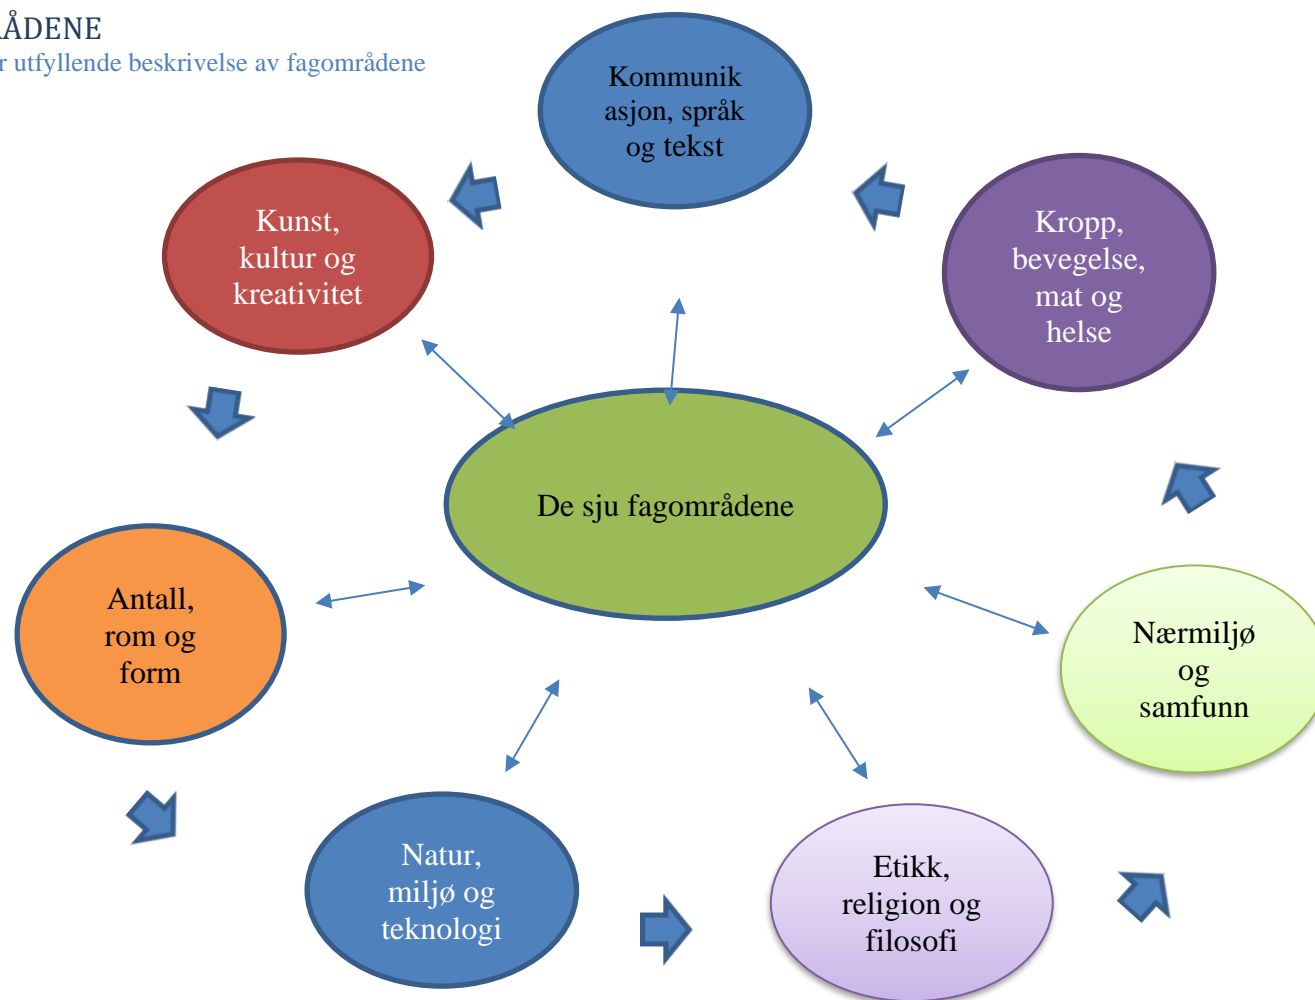 RÅDENE
r utfyllende beskrivelse av fagområdene
Kommunik
asjon, språk
og tekst
Kunst,
kultur og
kreativitet
Kropp,
bevegelse,
mat og
helse
De sju fagområdene
Antall,
rom og
form
Nærmiljø
og
samfunn
Natur,
miljø og
teknologi
Etikk,
religion og
filosofi